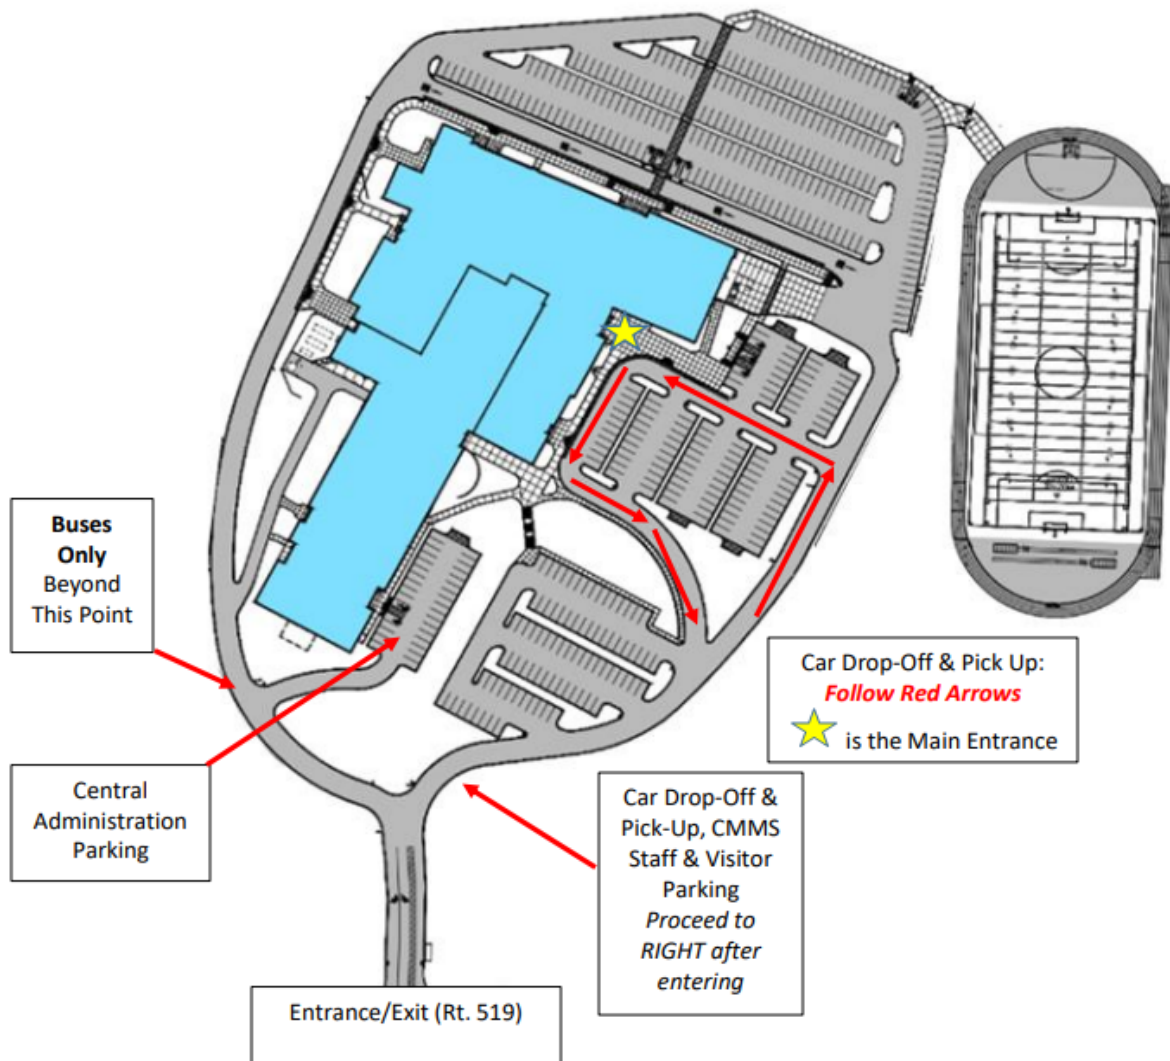 Buses
Only
Beyond
This Point
Central
Administration
Parking
Entrance/Exit (Rt. 519)
Car Drop-Off &
Pick-Up, CMMS
Staff & Visitor
Parking
Proceed to
RIGHT after
entering
Car Drop-Off & Pick Up:
Follow Red Arrows
is the Main Entrance